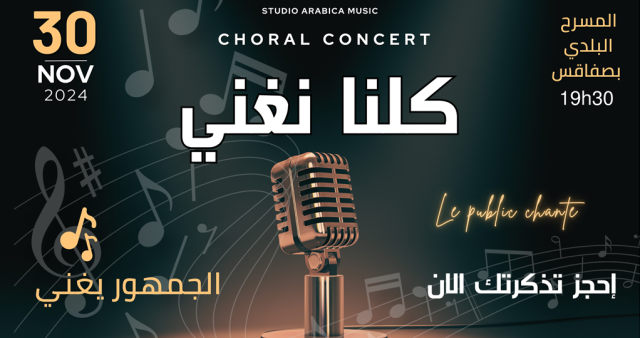 STUDIO ARABICA MUSIC
CHORAL CONCERT
30
NOV
2024
المسرح
البلدي
بصفاقس
19h30
كلنا نغني
Le public chante
الجمهور يغني
إحجز تذكرتك الان